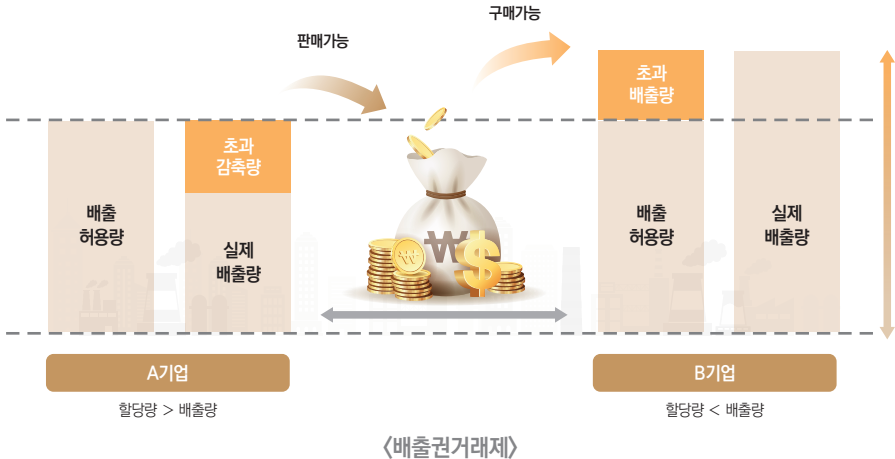 판매가능
구매가능
배출
허용량
초과
감축량
실제
배출량
₩
₩
$
초과
배출량
배출
허용량
실제
배출량
A기업
할당량 > 배출량
B기업
할당량 < 배출량
〈배출권거래제〉